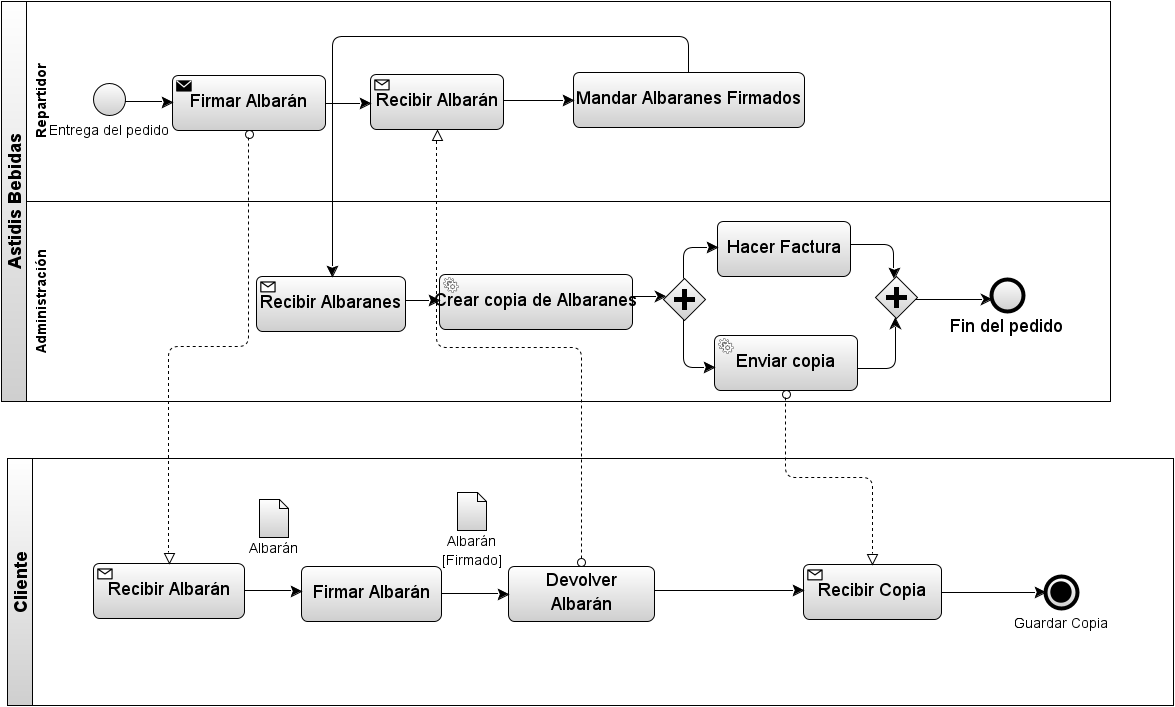 Astidis Bebidas
Repartidor
Entrega del pedido
Firmar Albarán
Recibir Albarán
Mandar Albaranes Firmados
Administración
Recibir Albaranes
Crear copia de Albaranes
Hacer Factura
Enviar copia
Fin del pedido
Cliente
Recibir Albarán
Albarán
Firmar Albarán
Albarán
[Firmado]
Devolver
Albarán
Recibir Copia
Guardar Copia